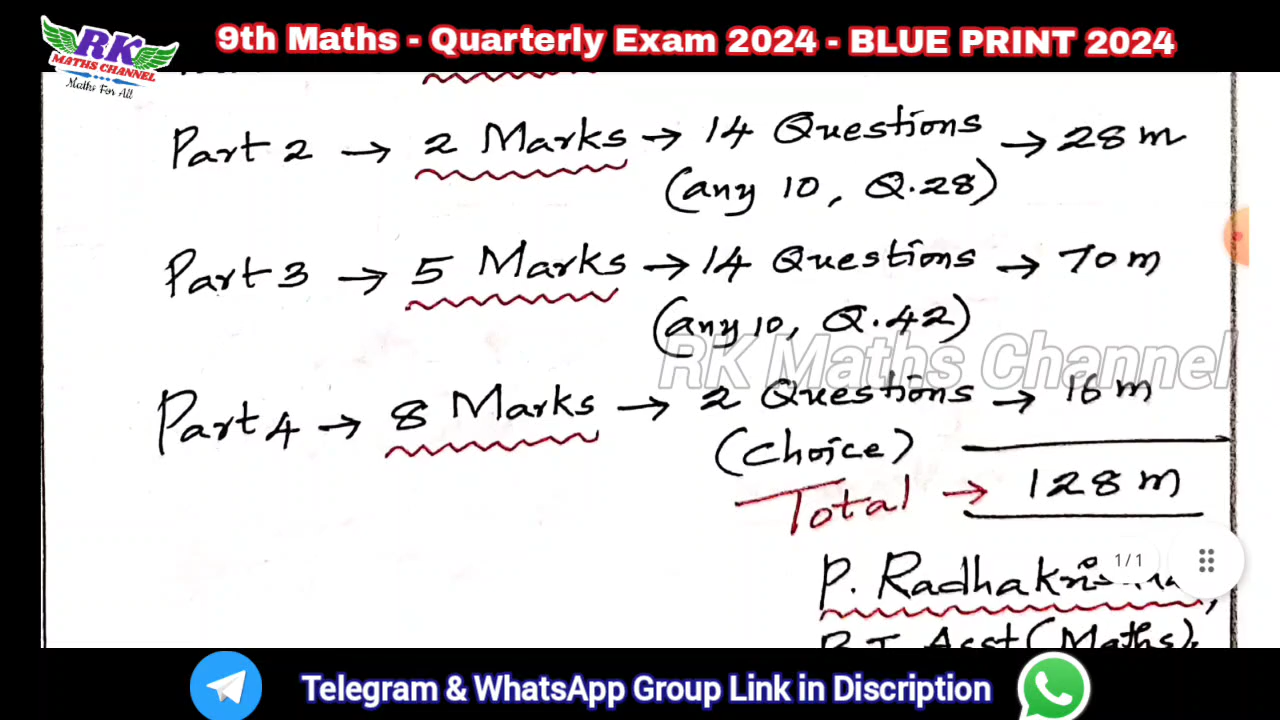 RK
MATHS CHANNEL
Maths For All
9th Maths - Quarterly Exam 2024 - BLUE PRINT 2024
Part 2 → 2 Marks → 14 Questions → 28 m
(any 10, Q.28)
Part 3 → 5 Marks → 14 Questions → 70 m
(any 10, Q.42)
RK Maths Channel
Part 4 → 8 Marks → 2 Questions → 16 m
(Choice)
Total → 128 m
1/1
P.
B.T. Asst (Maths),
Telegram & WhatsApp Group Link in Discription